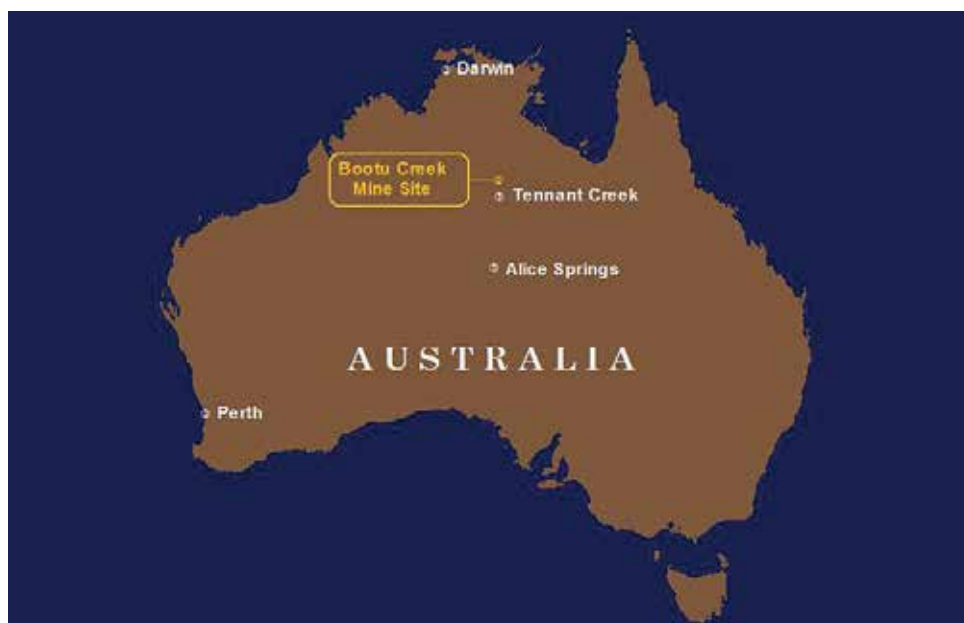 Darwin
Bootu Creek
Mine Site
Tennant Creek
Alice Springs
AUSTRALIA
Perth